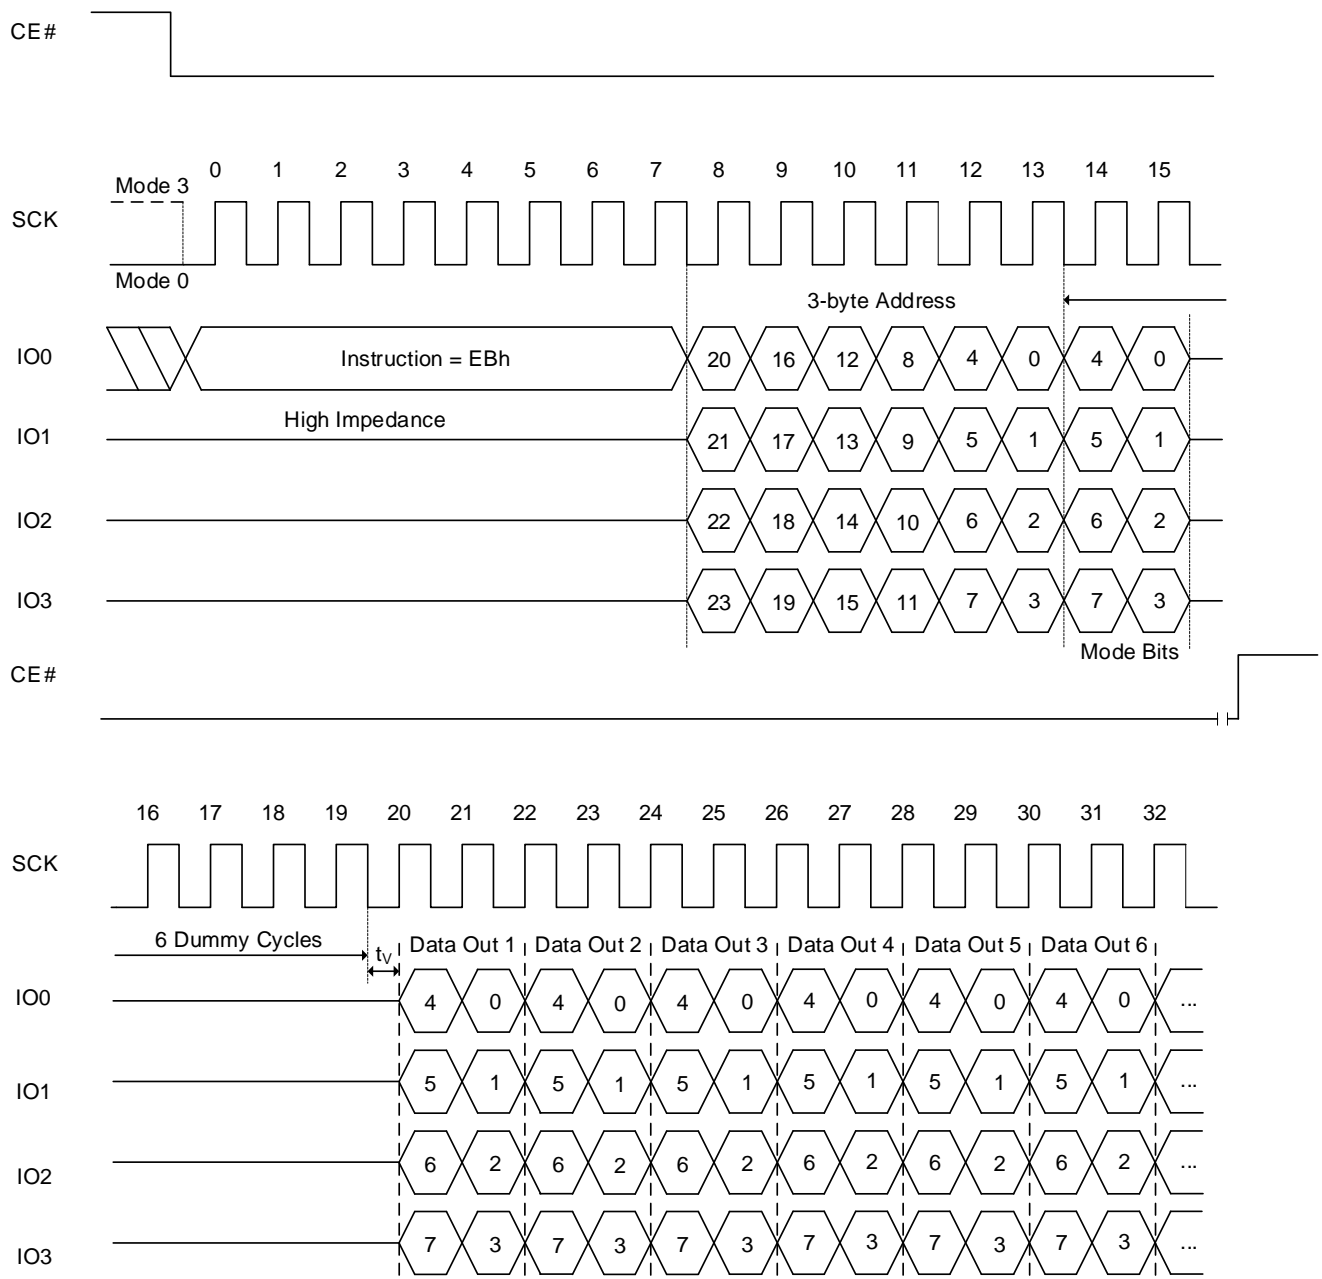 CE#
0 1 2 3 4 5 6 7 8 9 10 11 12 13 14 15
Mode 3
SCK
Mode 0
3-byte Address
IO0 Instruction = EBh 20 16 12 8 4 0 4 0
High Impedance
IO1 21 17 13 9 5 1 5 1
IO2 22 18 14 10 6 2 6 2
IO3 23 19 15 11 7 3 7 3
Mode Bits
CE#
16 17 18 19 20 21 22 23 24 25 26 27 28 29 30 31 32
SCK
6 Dummy Cycles tV Data Out 1 Data Out 2 Data Out 3 Data Out 4 Data Out 5 Data Out 6
IO0 4 0 4 0 4 0 4 0 4 0 4 0 ...
IO1 5 1 5 1 5 1 5 1 5 1 5 1 ...
IO2 6 2 6 2 6 2 6 2 6 2 6 2 ...
IO3 7 3 7 3 7 3 7 3 7 3 7 3 ...